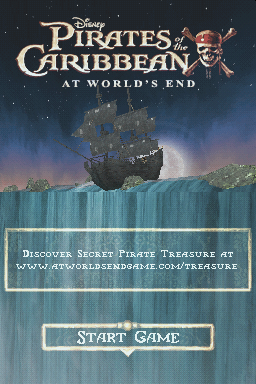 Disney
Pirates of the
Caribbean
At World's End
Discover Secret Pirate Treasure at
www.atworldsendgame.com/treasure
Start Game